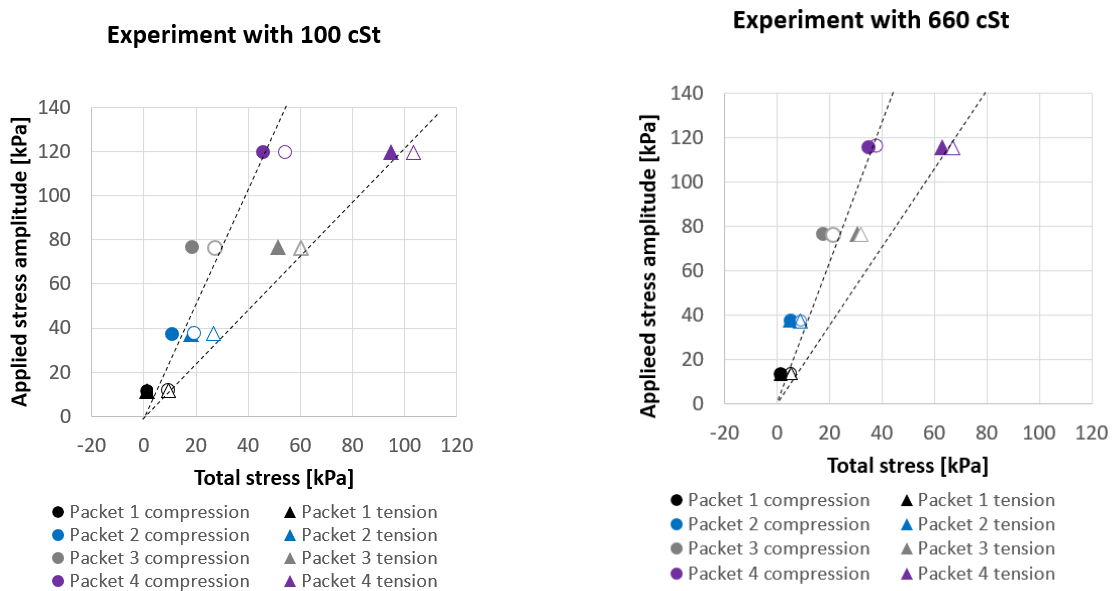 Experiment with 100 cSt
Applied stress amplitude [kPa]
140
120
100
80
60
40
20
0
-20 0 20 40 60 80 100 120
Total stress [kPa]
Packet 1 compression Packet 1 tension
Packet 2 compression Packet 2 tension
Packet 3 compression Packet 3 tension
Packet 4 compression Packet 4 tension
Experiment with 660 cSt
Applieed stress amplitude [kPa]
140
120
100
80
60
40
20
0
-20 0 20 40 60 80 100 120
Total stress [kPa]
Packet 1 compression Packet 1 tension
Packet 2 compression Packet 2 tension
Packet 3 compression Packet 3 tension
Packet 4 compression Packet 4 tension